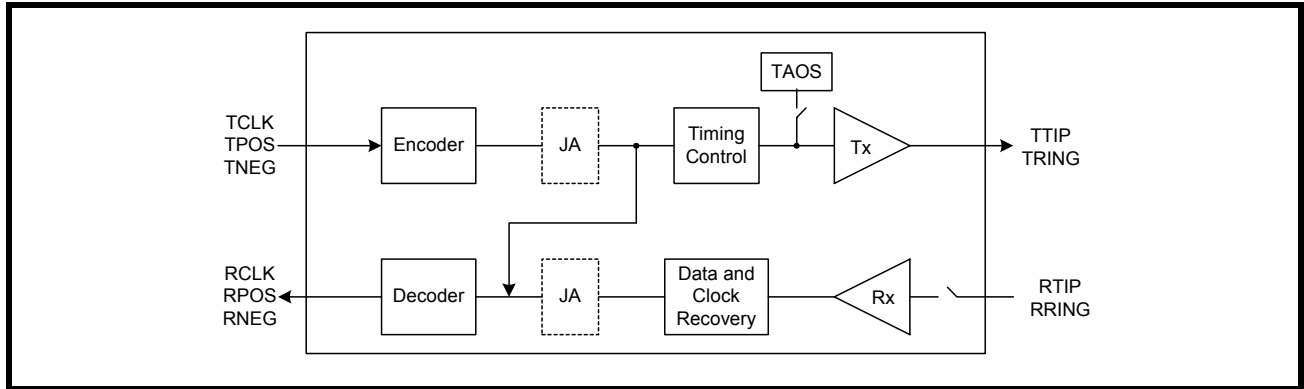 TAOS
TCLK
TPOS
TNEG
Encoder
JA
Timing
Control
Tx
TTIP
TRING
RCLK
RPOS
RNEG
Decoder
JA
Data and
Clock
Recovery
Rx
RTIP
RRING